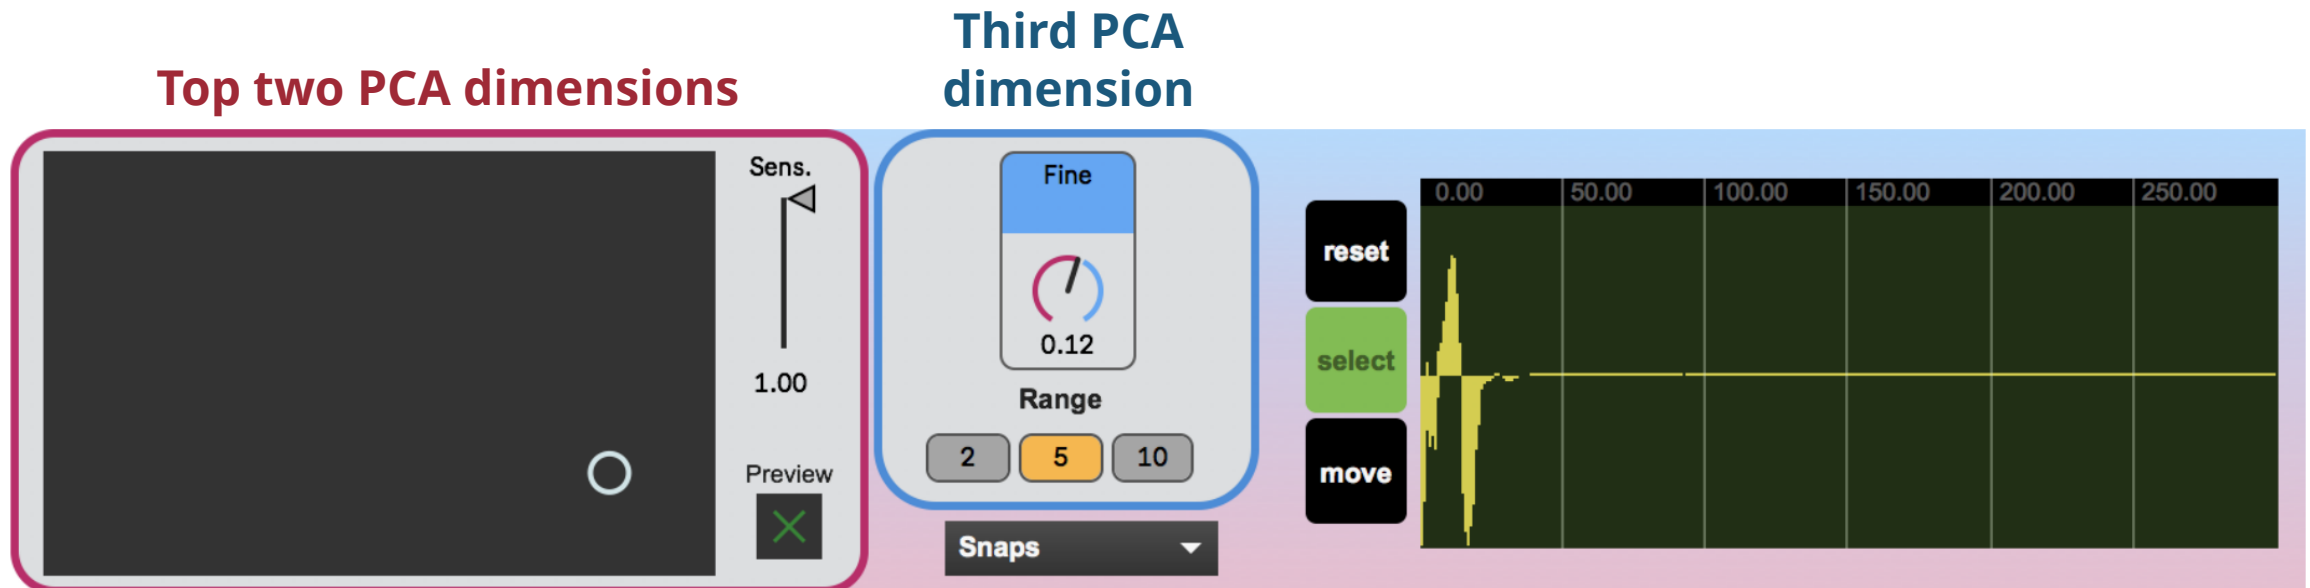 Top two PCA dimensions
Third PCA
dimension
Sens.
1.00
Preview
Fine
0.12
Range
2 5 10
Snaps
reset
select
move
0.00 50.00 100.00 150.00 200.00 250.00